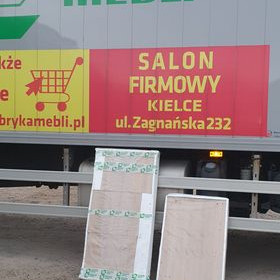 kże
e
brykamebli.pl
SALON
FIRMOWY
KIELCE
ul.Zagnańska 232